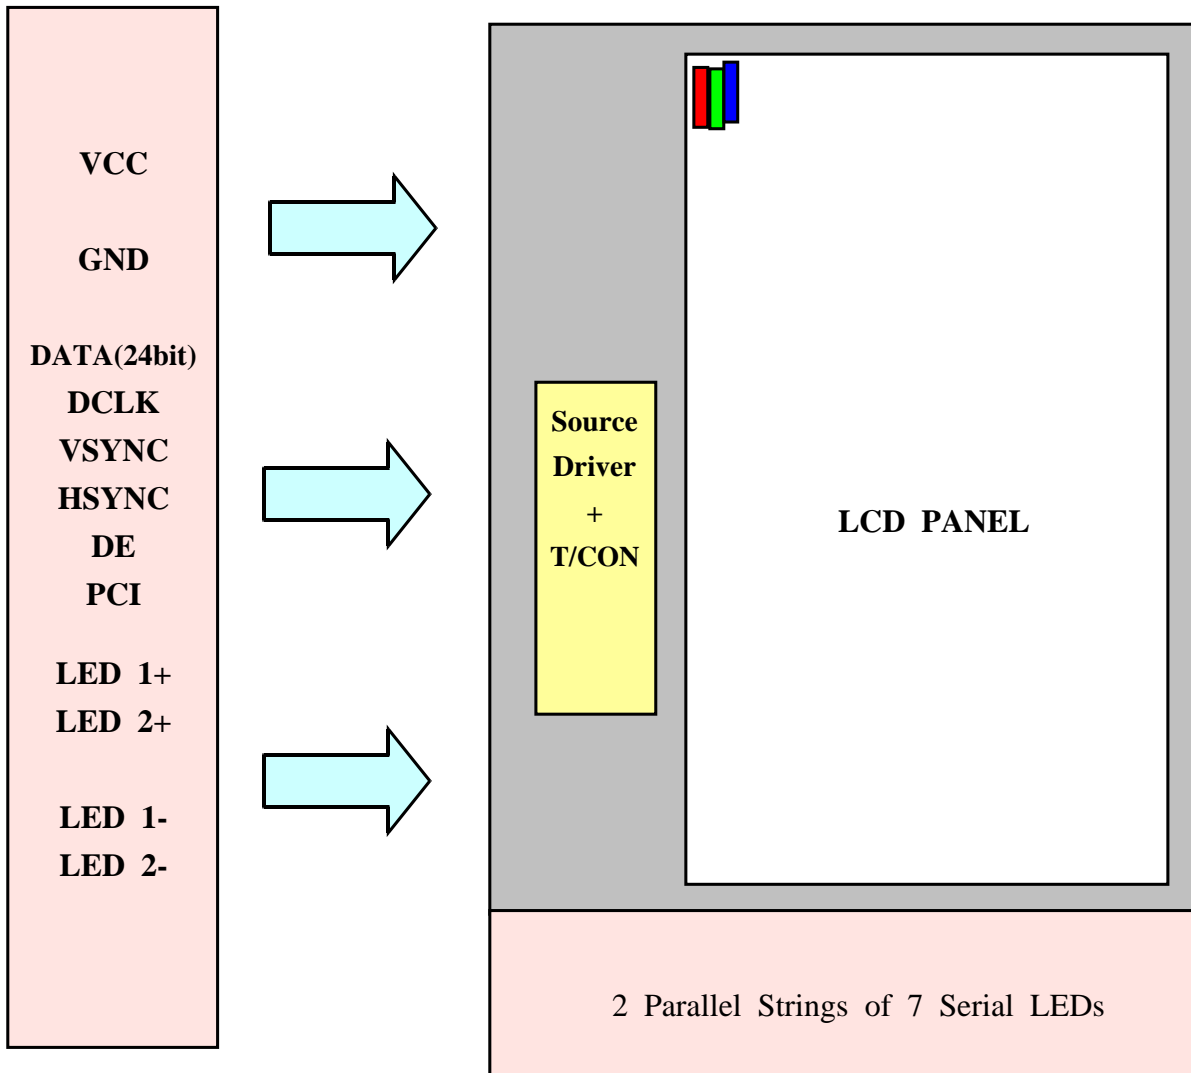 VCC
GND
DATA(24bit)
DCLK
VSYNC
HSYNC
DE
PCI
LED 1+
LED 2+
LED 1-
LED 2-
Source
Driver
+
T/CON
LCD PANEL
2 Parallel Strings of 7 Serial LEDs